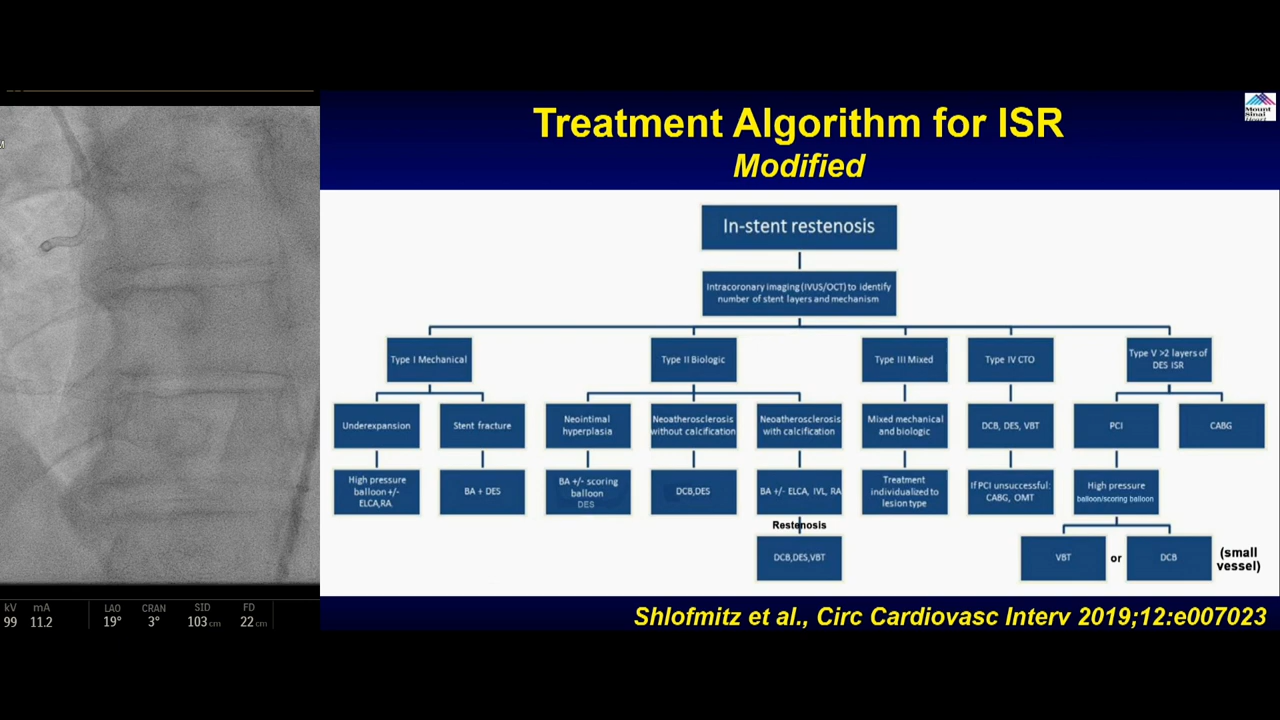 Treatment Algorithm for ISR
Modified
Mount
Sinai
Heart
M
In-stent restenosis
Intracoronary imaging (IVUS/OCT) to identify
number of stent layers and mechanism
Type I Mechanical
Type II Biologic
Type III Mixed
Type IV CTO
Type V >2 layers of
DES ISR
Underexpansion
Stent fracture
Neointimal
hyperplasia
Neoatherosclerosis
without calcification
Neoatherosclerosis
with calcification
Mixed mechanical
and biologic
DCB, DES, VBT
PCI
CABG
High pressure
balloon +/-
ELCA,RA
BA + DES
BA +/- scoring
balloon
DES
DCB,DES
BA +/- ELCA, IVL, RA
Treatment
individualized to
lesion type
If PCI unsuccessful:
CABG, OMT
High pressure
balloon/scoring balloon
Restenosis
DCB,DES,VBT
VBT
or
DCB
(small
vessel)
kV mA LAO CRAN SID FD
99 11.2 19° 3° 103 cm 22 cm
Shlofmitz et al., Circ Cardiovasc Interv 2019;12:e007023